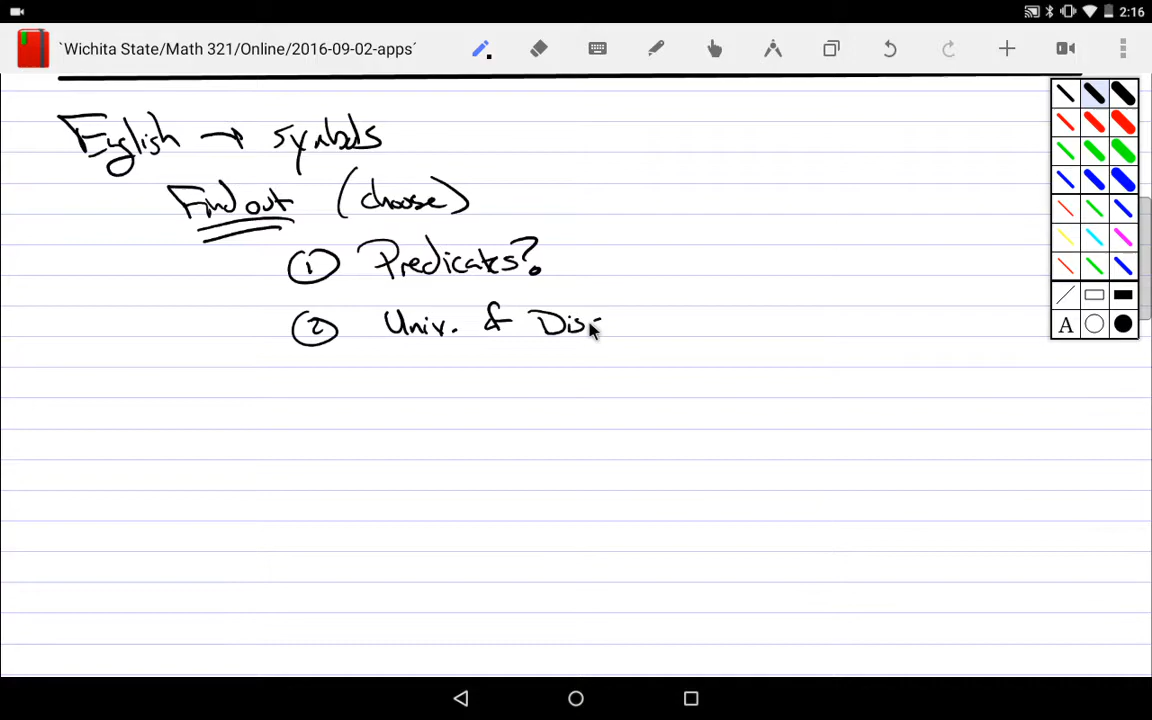 2:16
`Wichita State/Math 321/Online/2016-09-02-apps´
English → symbols
Find out (choose)
① Predicates?
② Univ. & Dis
A